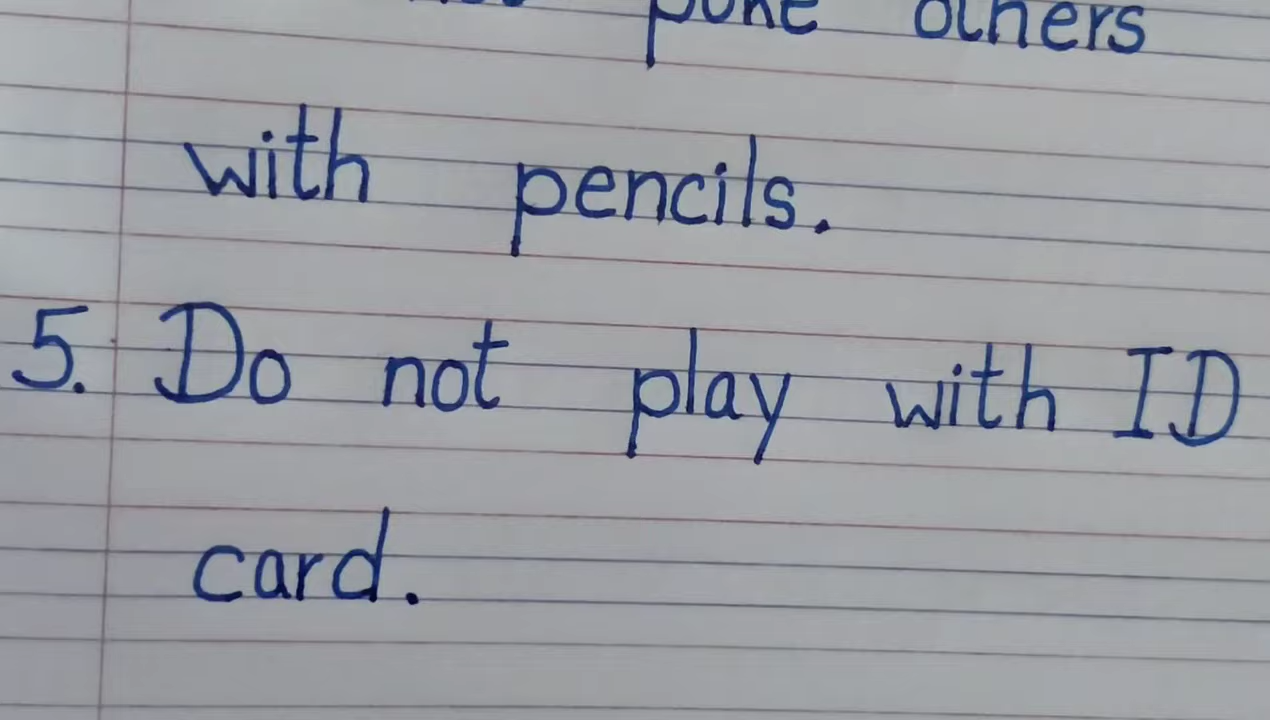 poke others
with pencils.
5. Do not play with ID
card.